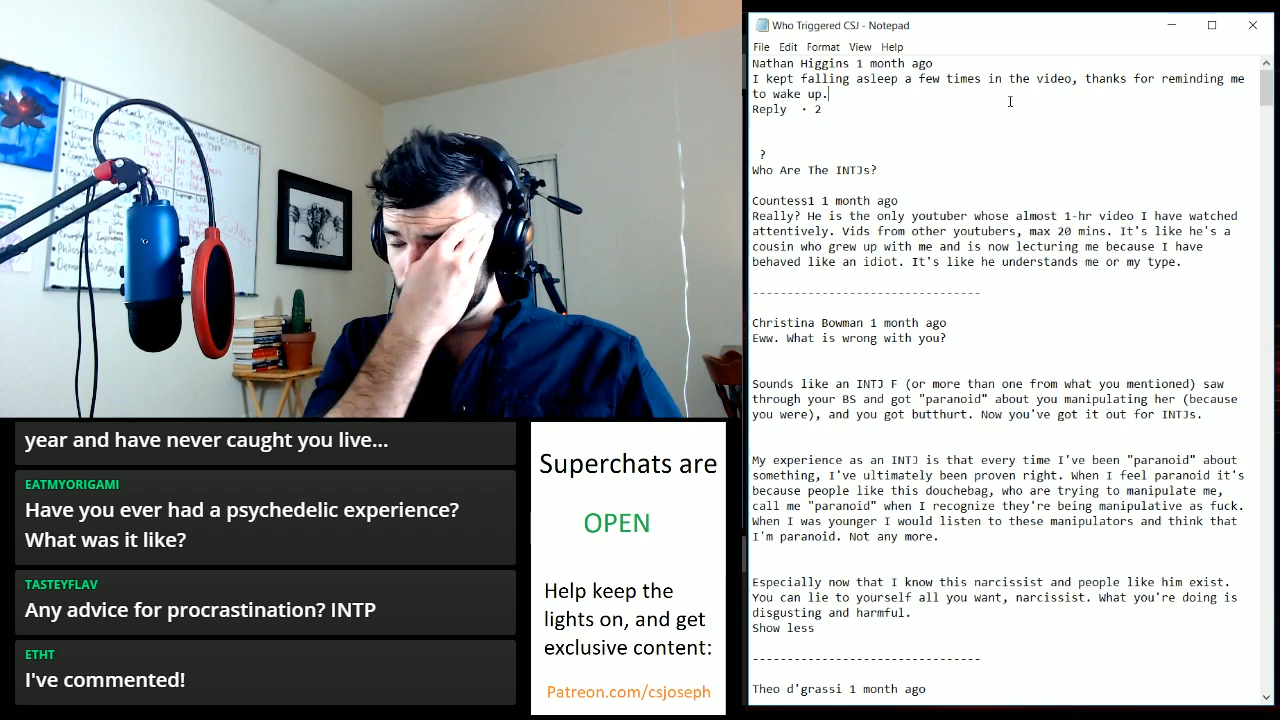 Who Triggered CSJ - Notepad
File Edit Format View Help
Nathan Higgins 1 month ago
I kept falling asleep a few times in the video, thanks for reminding me
to wake up.
Reply · 2
?
Who Are The INTJs?
Countess1 1 month ago
Really? He is the only youtuber whose almost 1-hr video I have watched
attentively. Vids from other youtubers, max 20 mins. It's like he's a
cousin who grew up with me and is now lecturing me because I have
behaved like an idiot. It's like he understands me or my type.
---------------------------------
Christina Bowman 1 month ago
Eww. What is wrong with you?
Sounds like an INTJ F (or more than one from what you mentioned) saw
through your BS and got "paranoid" about you manipulating her (because
you were), and you got butthurt. Now you've got it out for INTJs.
My experience as an INTJ is that every time I've been "paranoid" about
something, I've ultimately been proven right. When I feel paranoid it's
because people like this douchebag, who are trying to manipulate me,
call me "paranoid" when I recognize they're being manipulative as fuck.
When I was younger I would listen to these manipulators and think that
I'm paranoid. Not any more.
Especially now that I know this narcissist and people like him exist.
You can lie to yourself all you want, narcissist. What you're doing is
disgusting and harmful.
Show less
---------------------------------
Theo d'grassi 1 month ago
year and have never caught you live...
EATMYORIGAMI
Have you ever had a psychedelic experience?
What was it like?
TASTEYFLAV
Any advice for procrastination? INTP
ETHT
I've commented!
Superchats are
OPEN
Help keep the
lights on, and get
exclusive content:
Patreon.com/csjoseph